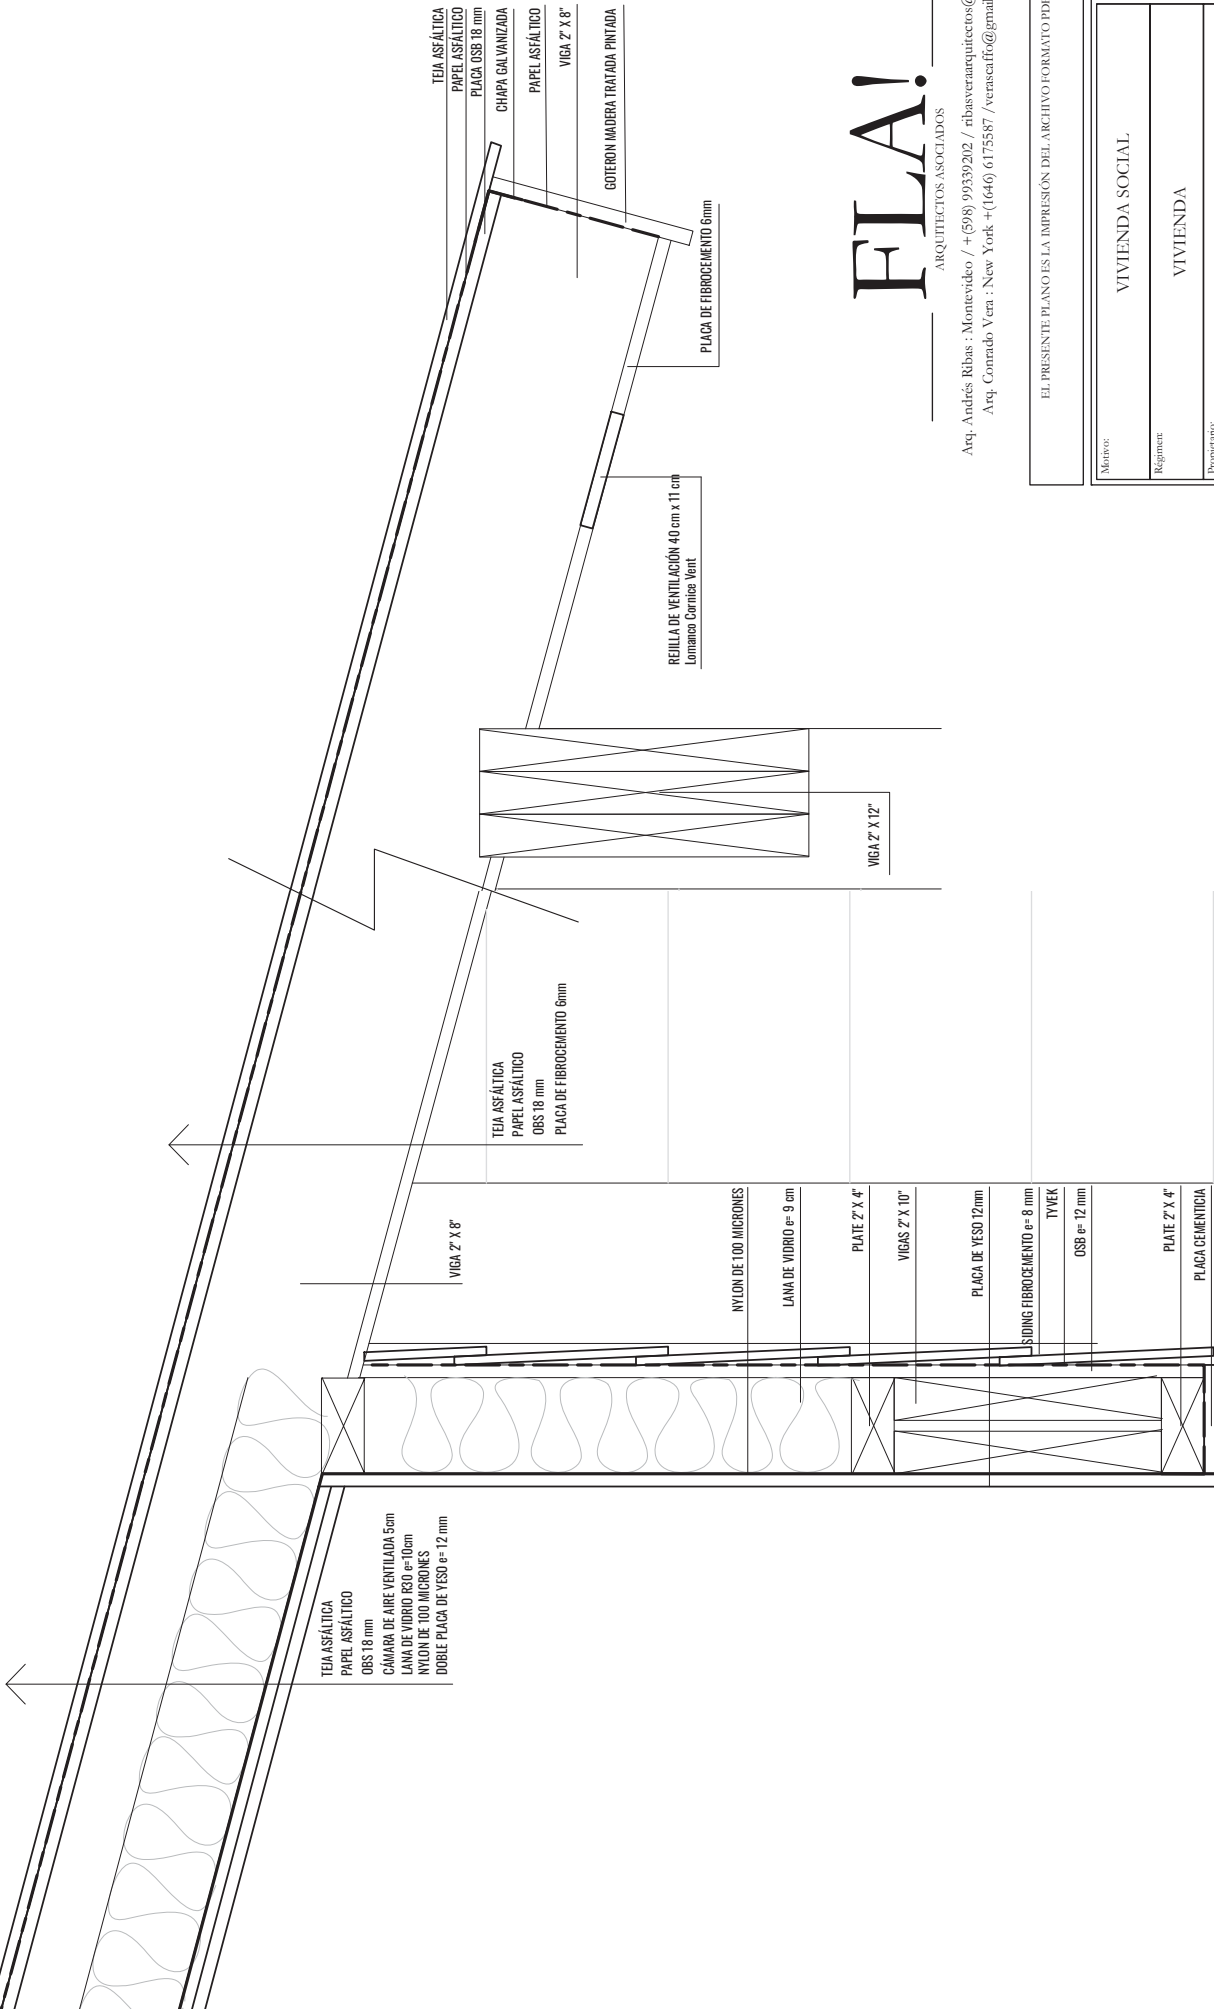 TEJA ASFÁLTICA
PAPEL ASFÁLTICO
OBS 18 mm
CÁMARA DE AIRE VENTILADA 5cm
LANA DE VIDRIO R30 e=10cm
NYLON DE 100 MICRONES
DOBLE PLACA DE YESO e= 12 mm
VIGA 2" X 8"
TEJA ASFÁLTICA
PAPEL ASFÁLTICO
OBS 18 mm
PLACA DE FIBROCEMENTO 6mm
TEJA ASFÁLTICA
PAPEL ASFÁLTICO
PLACA OSB 18 mm
CHAPA GALVANIZADA
PAPEL ASFÁLTICO
VIGA 2" X 8"
GOTERON MADERA TRATADA PINTADA
PLACA DE FIBROCEMENTO 6mm
REJILLA DE VENTILACIÓN 40 cm x 11 cm
Lomanco Cornice Vent
VIGA 2" X 12"
NYLON DE 100 MICRONES
LANA DE VIDRIO e= 9 cm
PLATE 2" X 4"
VIGAS 2" X 10"
PLACA DE YESO 12mm
SIDING FIBROCEMENTO e= 8 mm
TYVEK
OSB e= 12 mm
PLATE 2" X 4"
PLACA CEMENTICIA
FLA!
ARQUITECTOS ASOCIADOS
Arq. Andrés Ribas : Montevideo / +(598) 99339202 / ribasveraarquitectos@
Arq. Conrado Vera : New York +(1646) 6175587 /verascaffo@gmail
EL PRESENTE PLANO ES LA IMPRESIÓN DEL ARCHIVO FORMATO PDF
Motivo:
VIVIENDA SOCIAL
Régimen:
VIVIENDA
Propietario: